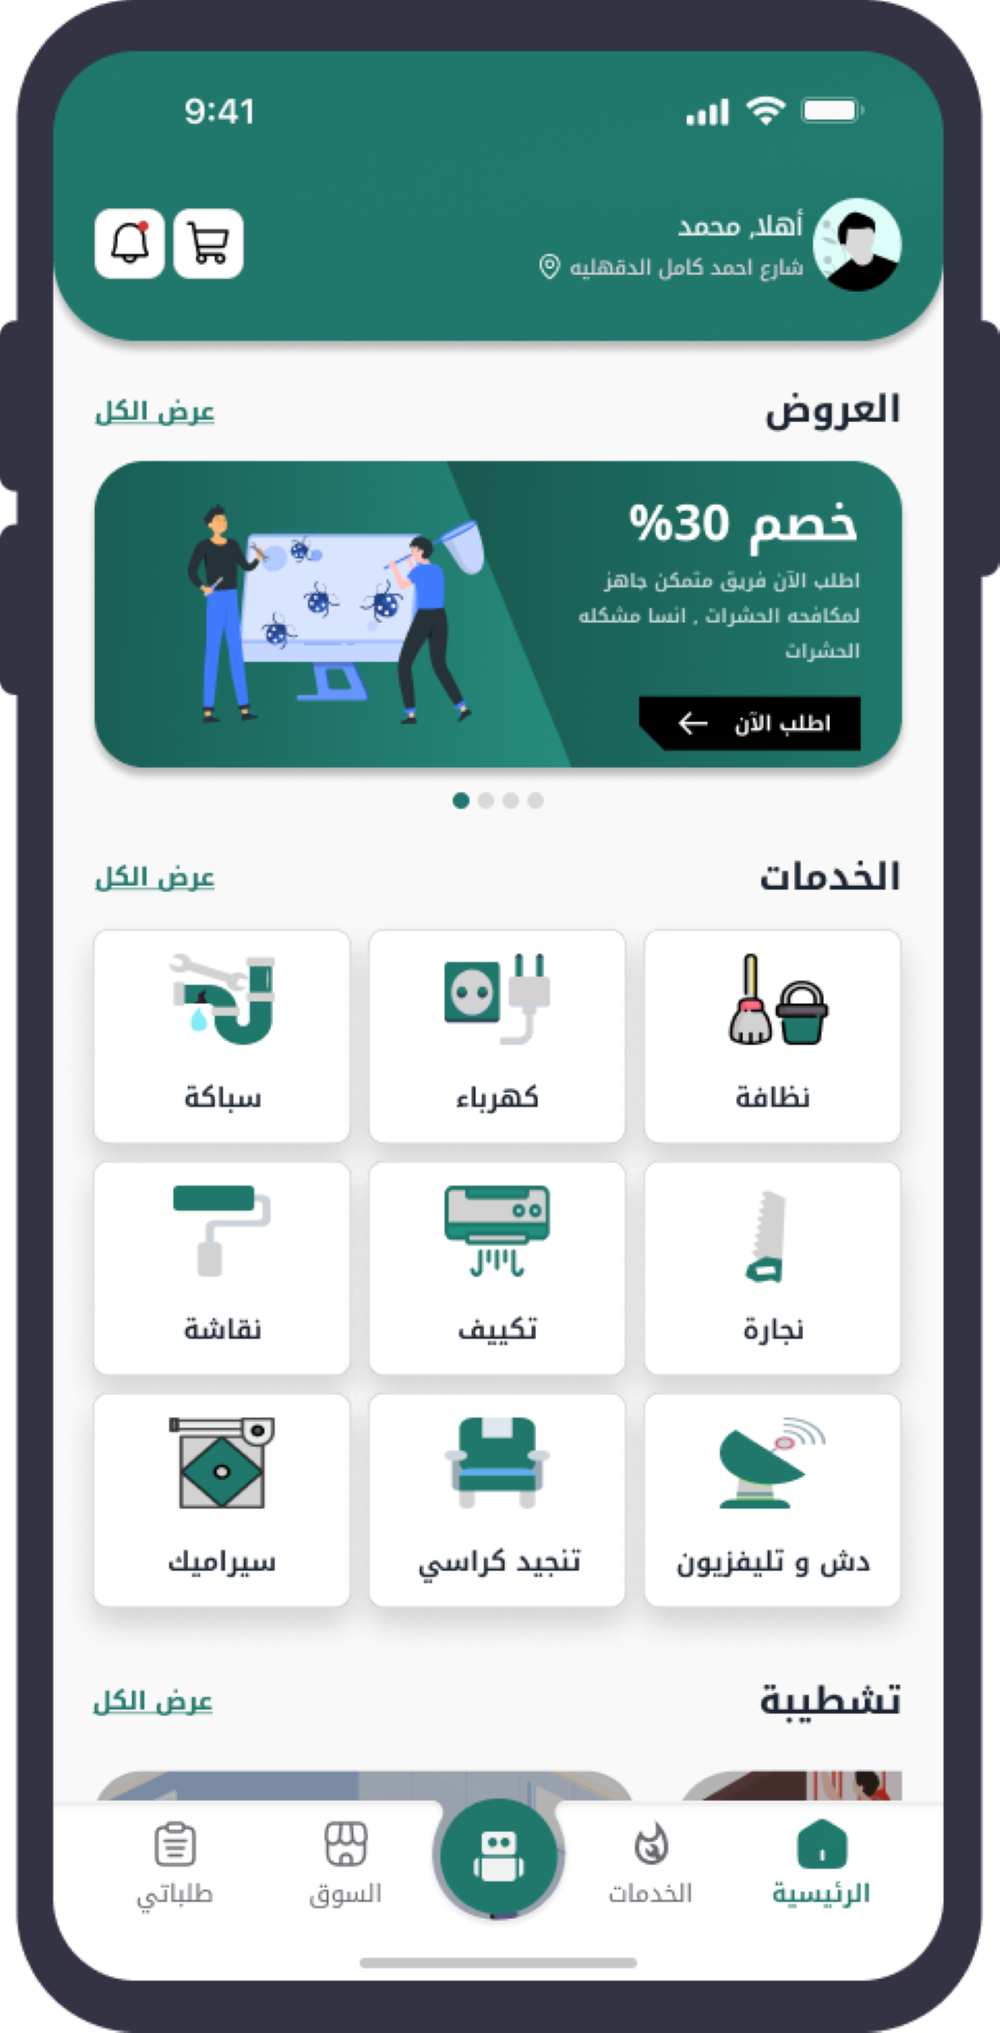 9:41
أهلا, محمد
شارع احمد كامل الدقهليه
العروض
عرض الكل
خصم 30%
اطلب الآن فريق متمكن جاهز
لمكافحه الحشرات , انسا مشكله
الحشرات
اطلب الآن
الخدمات
عرض الكل
نظافة
كهرباء
سباكة
نجارة
تكييف
نقاشة
دش و تليفزيون
تنجيد كراسي
سيراميك
تشطيبة
عرض الكل
الرئيسية
الخدمات
السوق
طلباتي